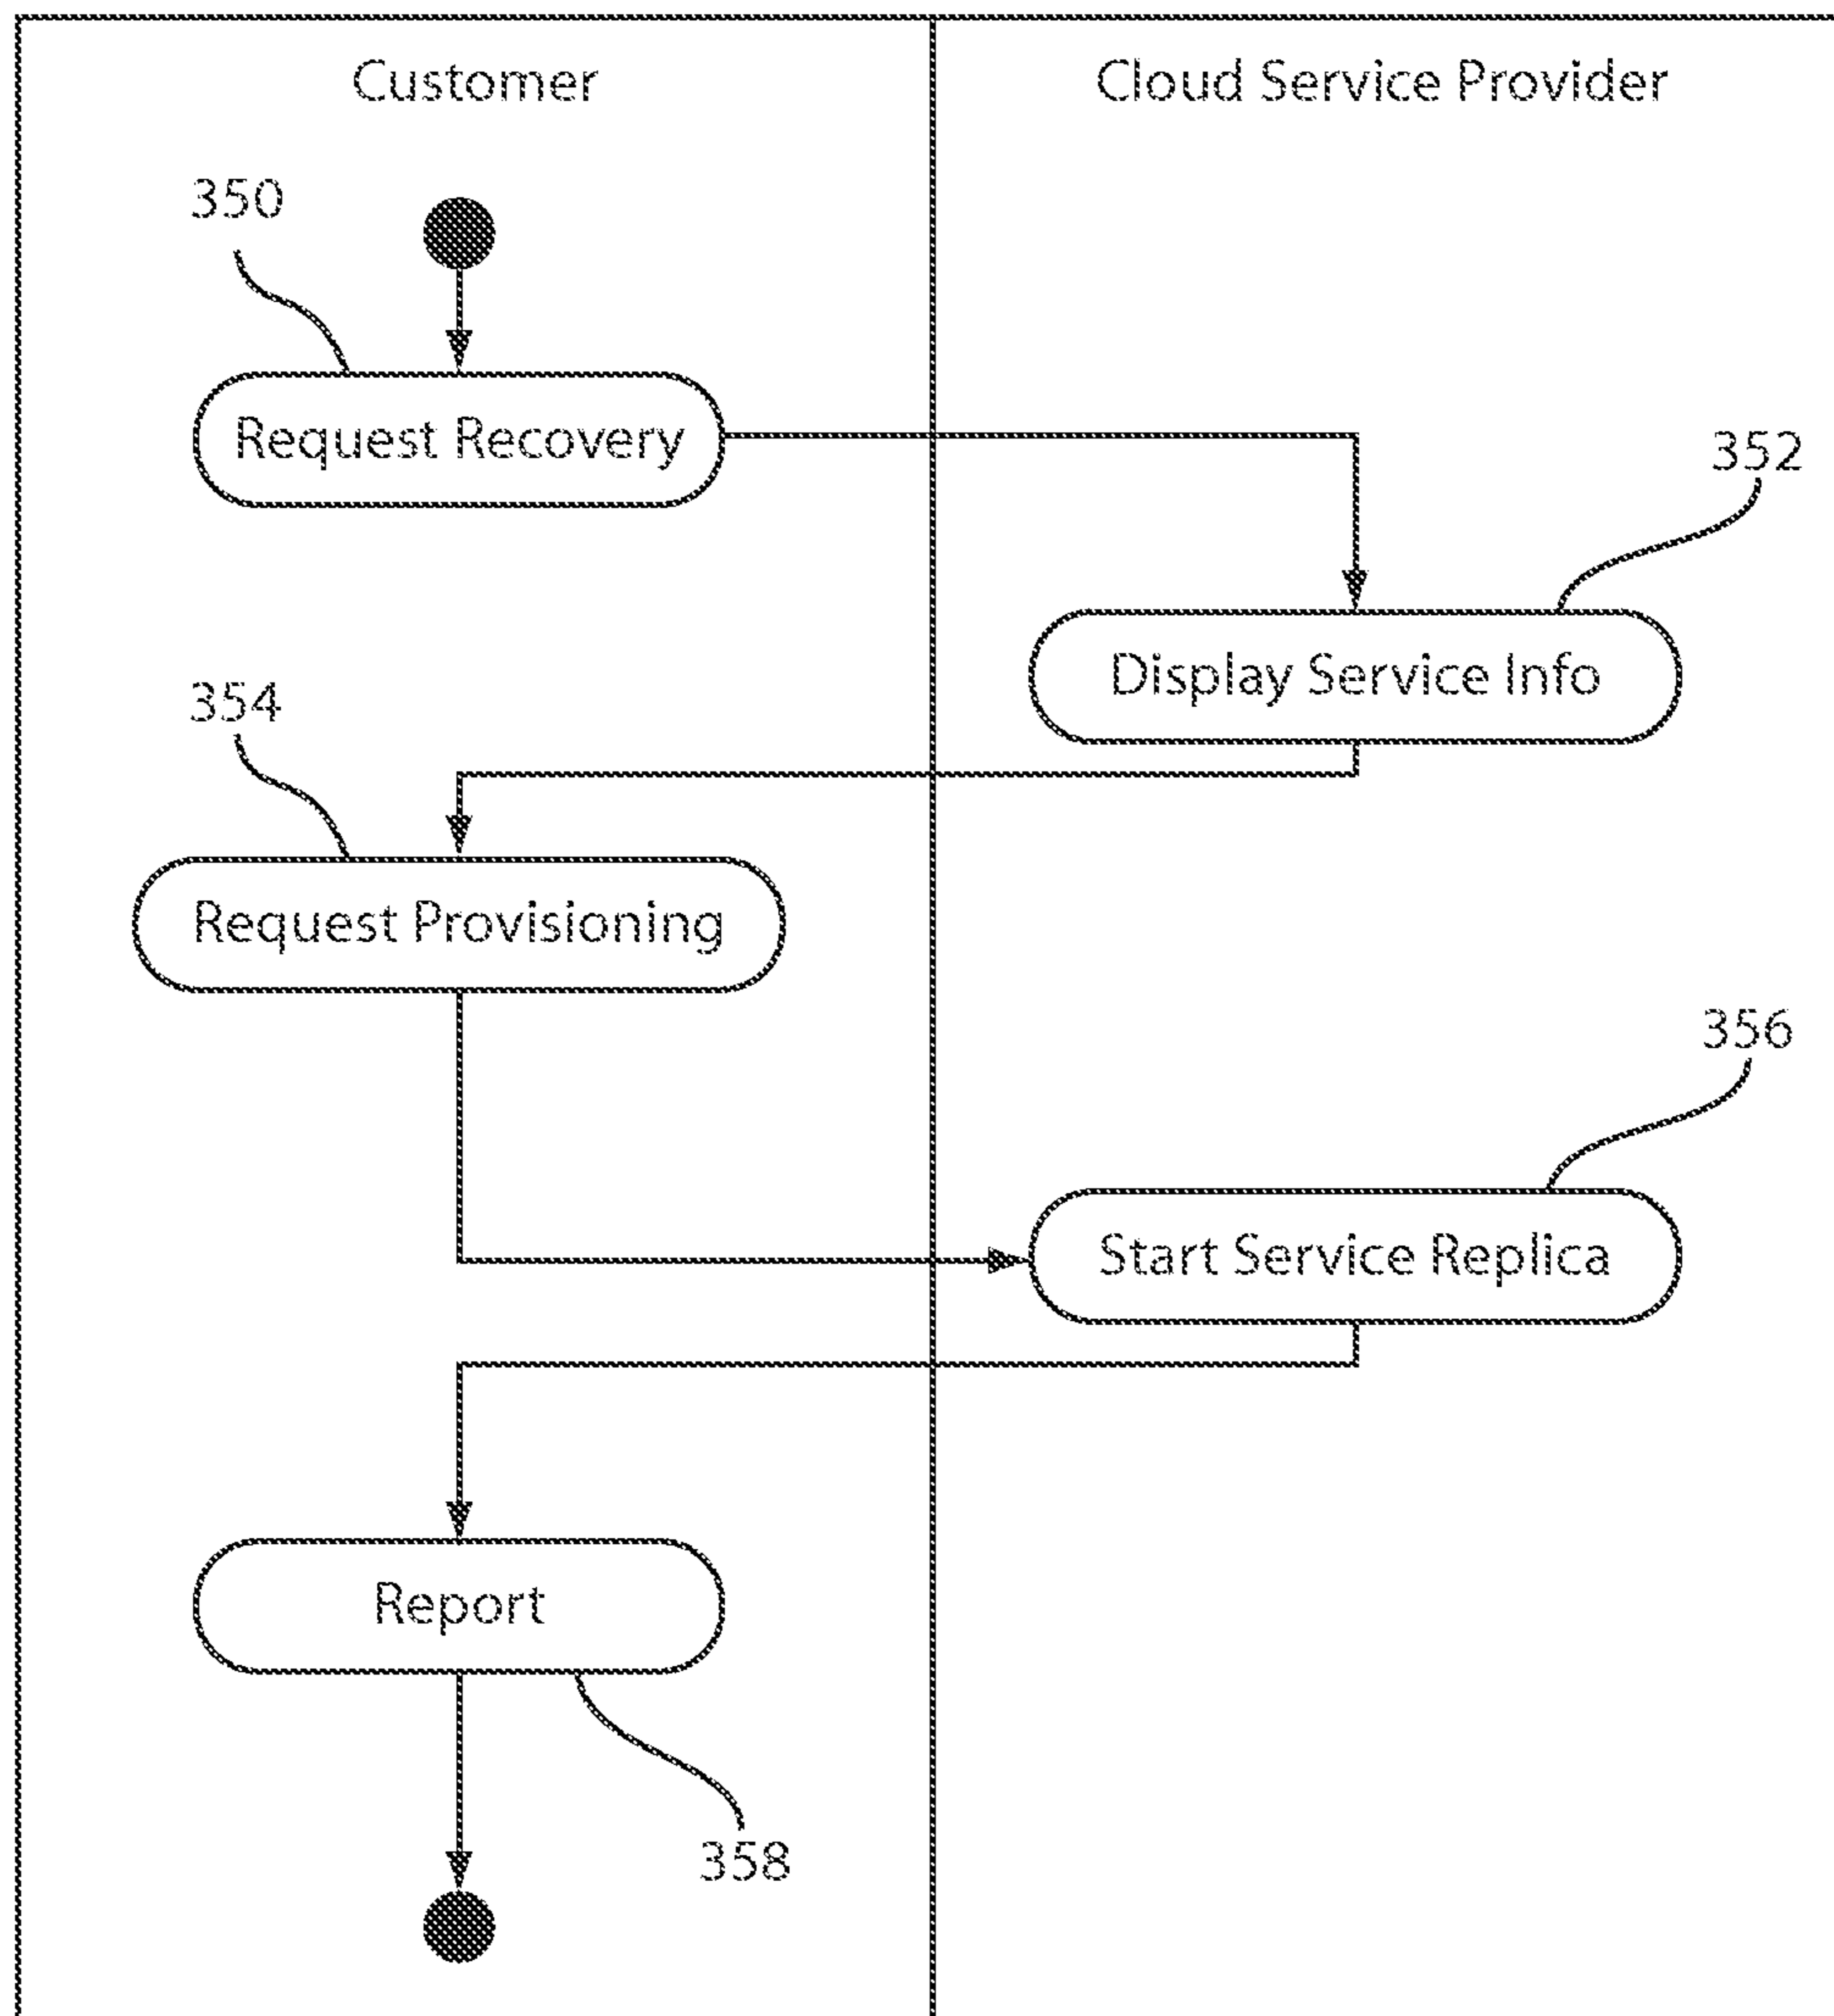 Customer
Cloud Service Provider
350
Request Recovery
352
Display Service Info
354
Request Provisioning
356
Start Service Replica
Report
358